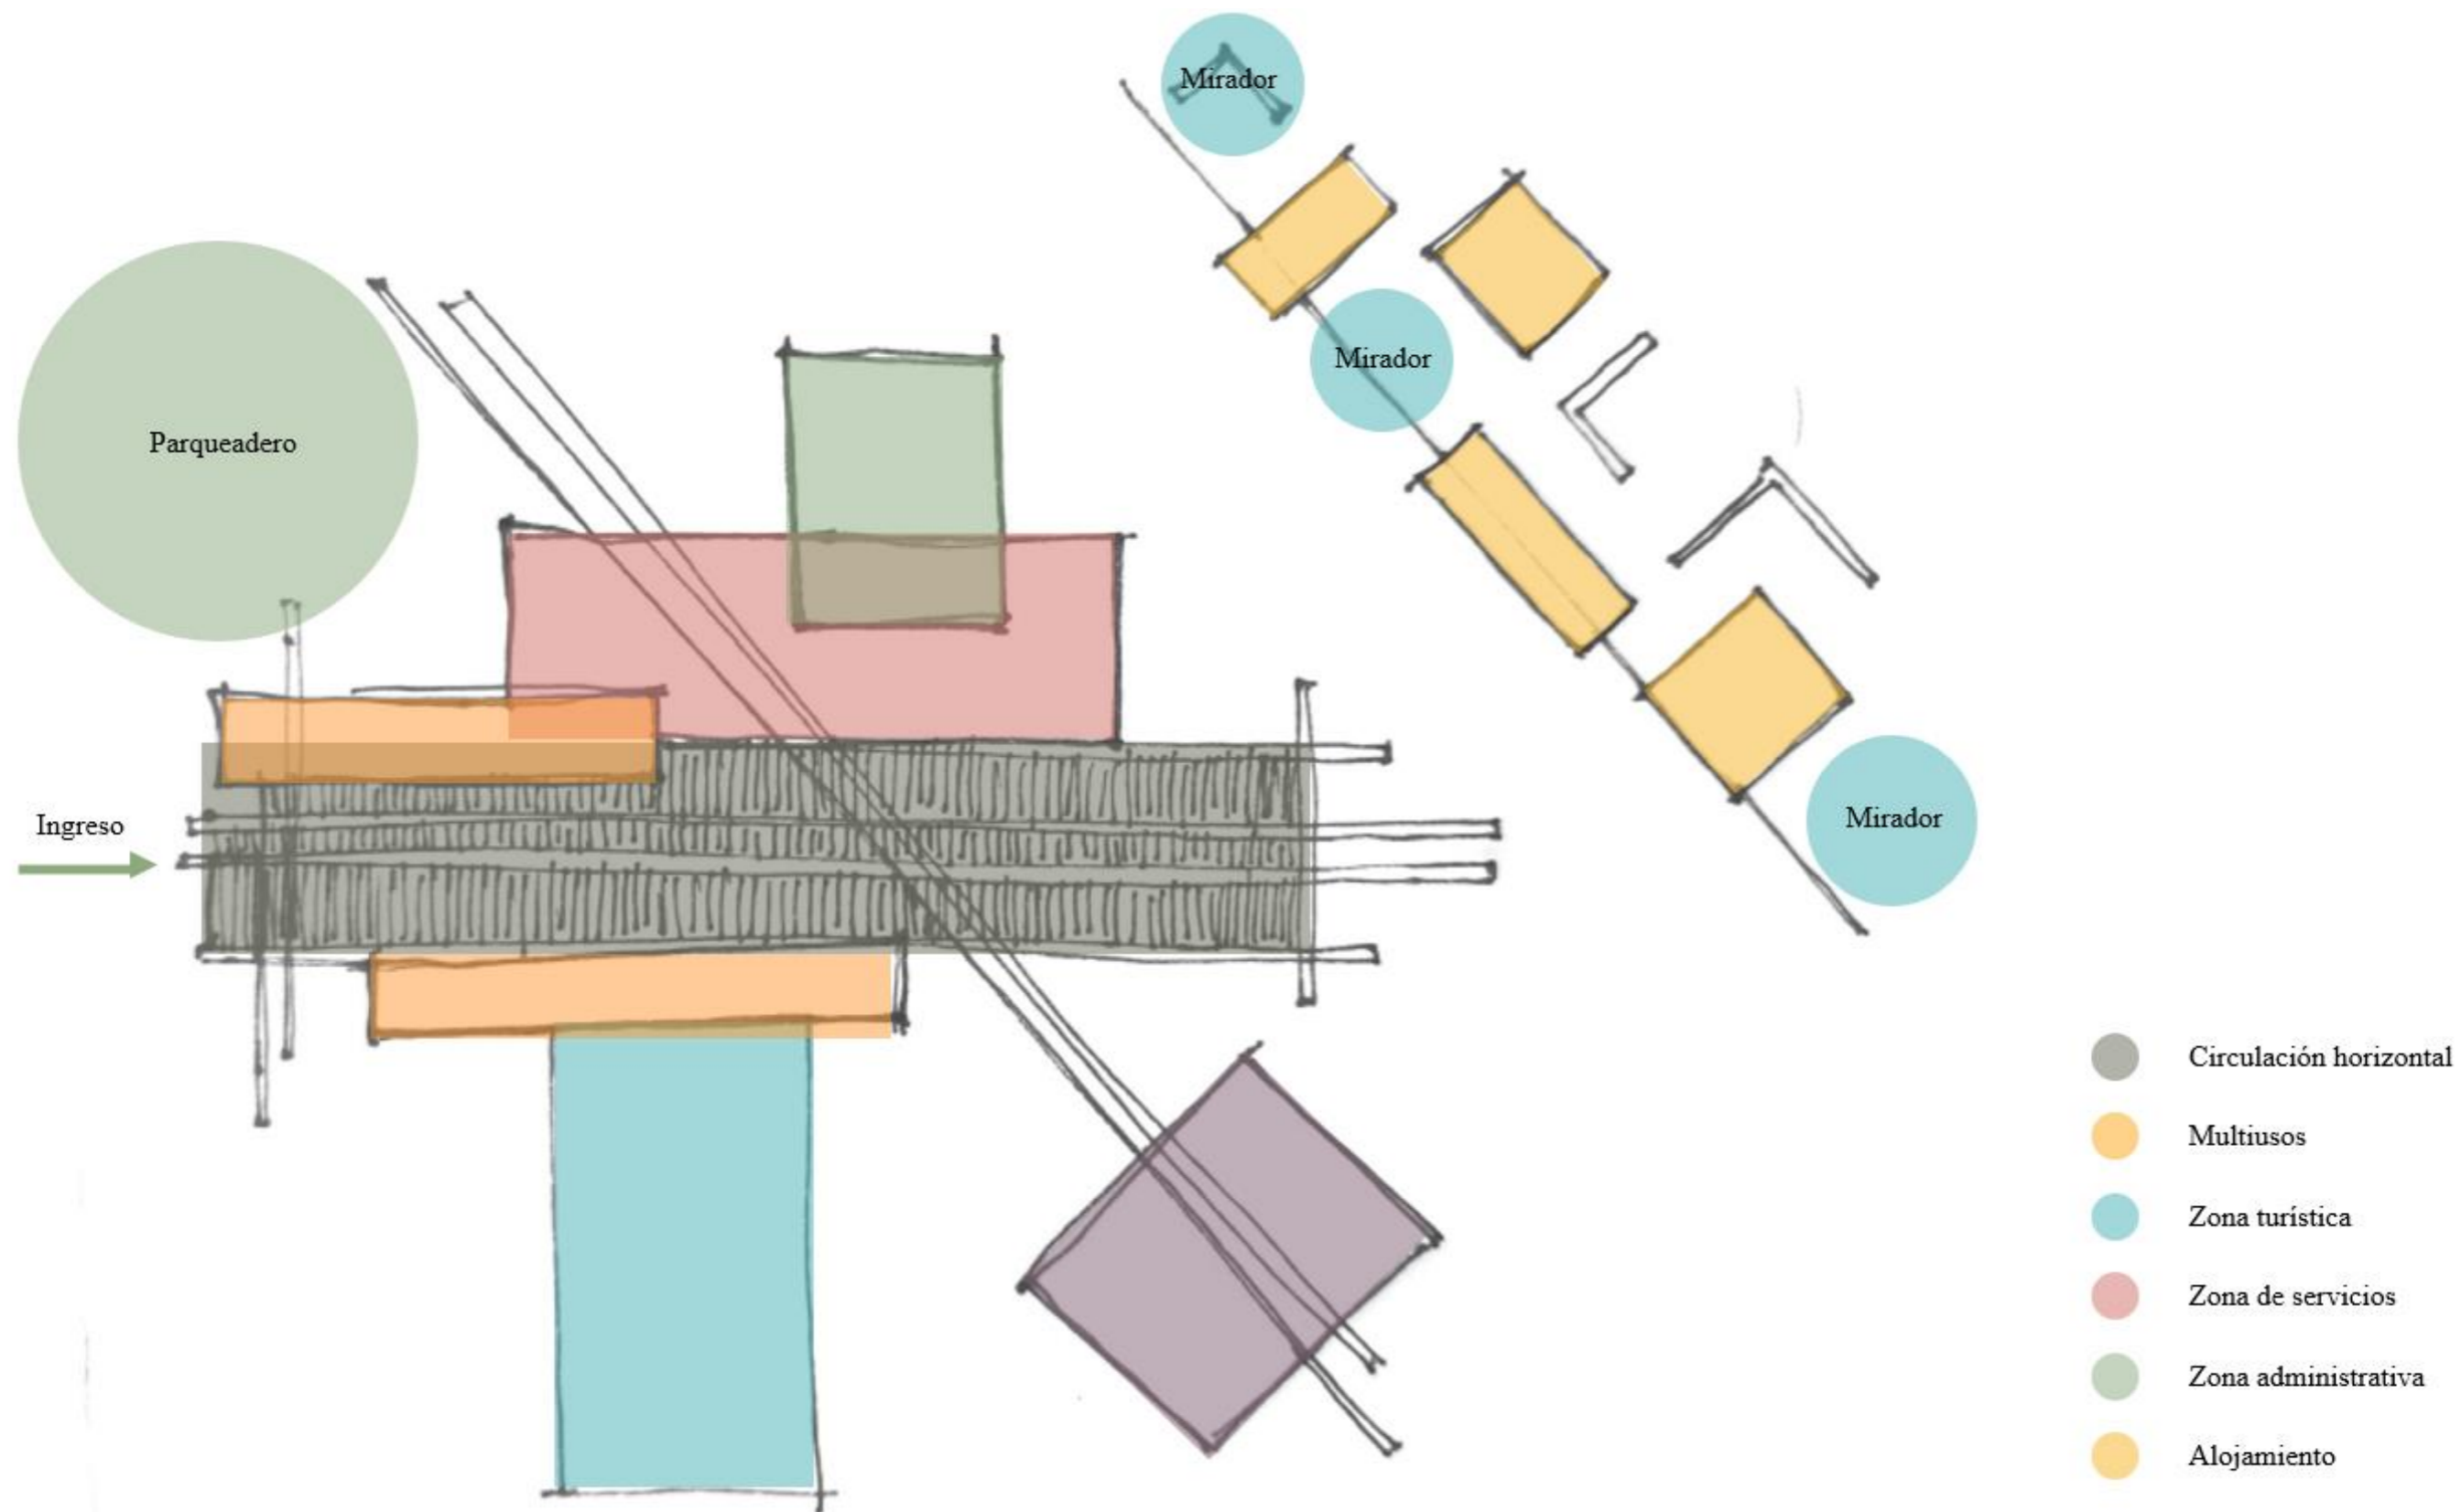 Mirador
Mirador
Parqueadero
Ingreso
Mirador
Circulación horizontal
Multiusos
Zona turística
Zona de servicios
Zona administrativa
Alojamiento